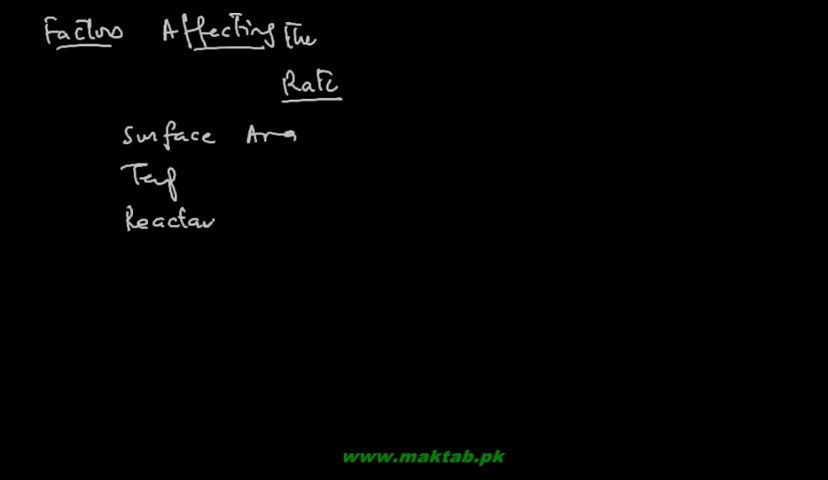 Factors Affecting The
Rate
Surface Area
Temp
Reactan
www.maktab.pk